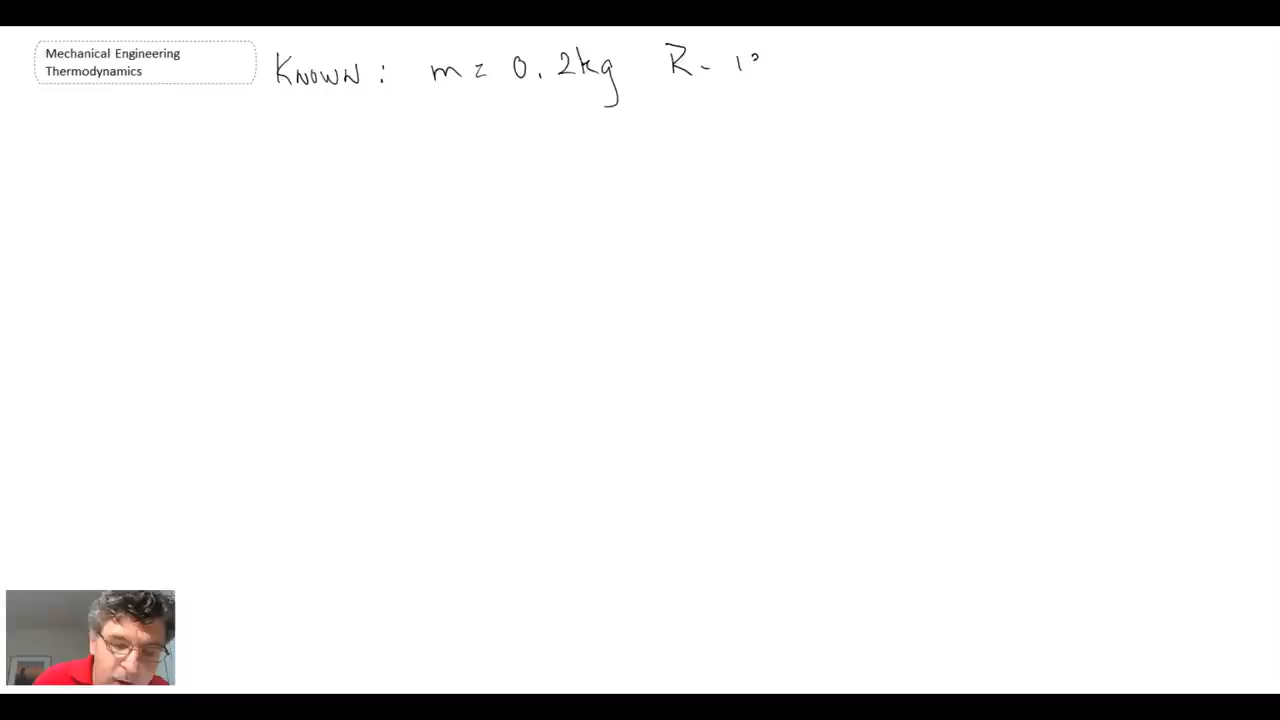 Mechanical Engineering
Thermodynamics
KNOWN: m = 0.2kg R-